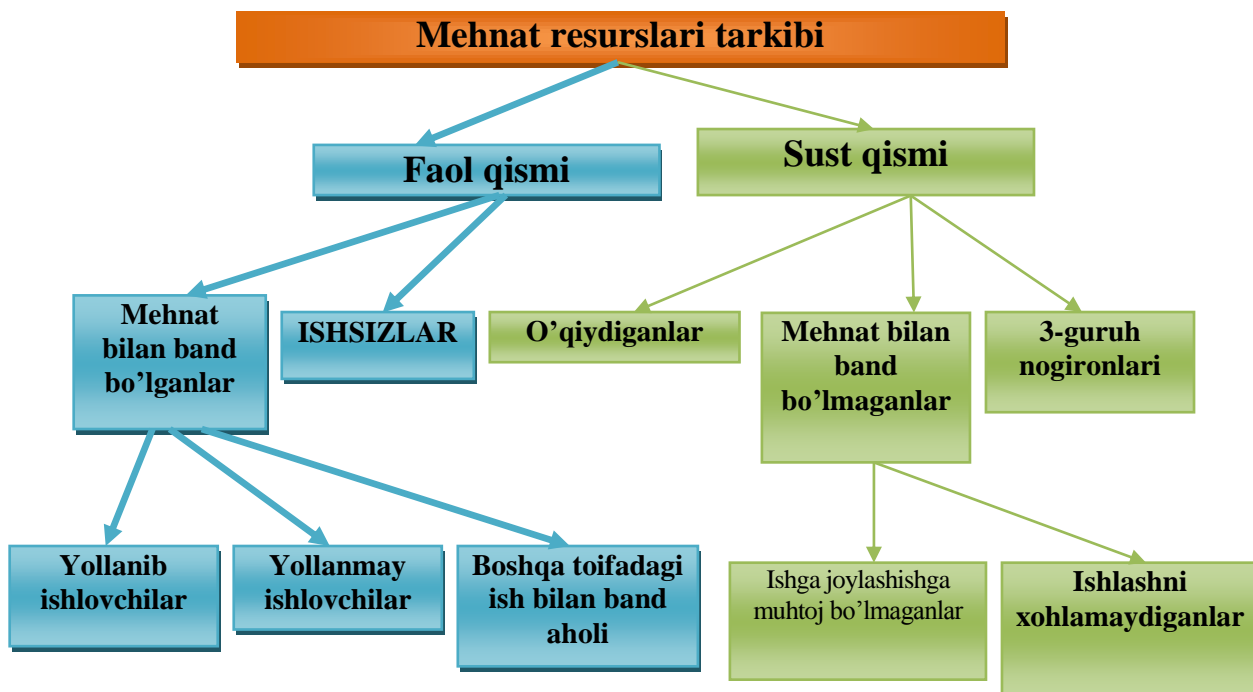 Mehnat resurslari tarkibi
Faol qismi
Sust qismi
Mehnat
bilan band
bo’lganlar
ISHSIZLAR
O’qiydiganlar
Mehnat bilan
band
bo’lmaganlar
3-guruh
nogironlari
Yollanib
ishlovchilar
Yollanmay
ishlovchilar
Boshqa toifadagi
ish bilan band
aholi
Ishga joylashishga
muhtoj bo’lmaganlar
Ishlashni
xohlamaydiganlar